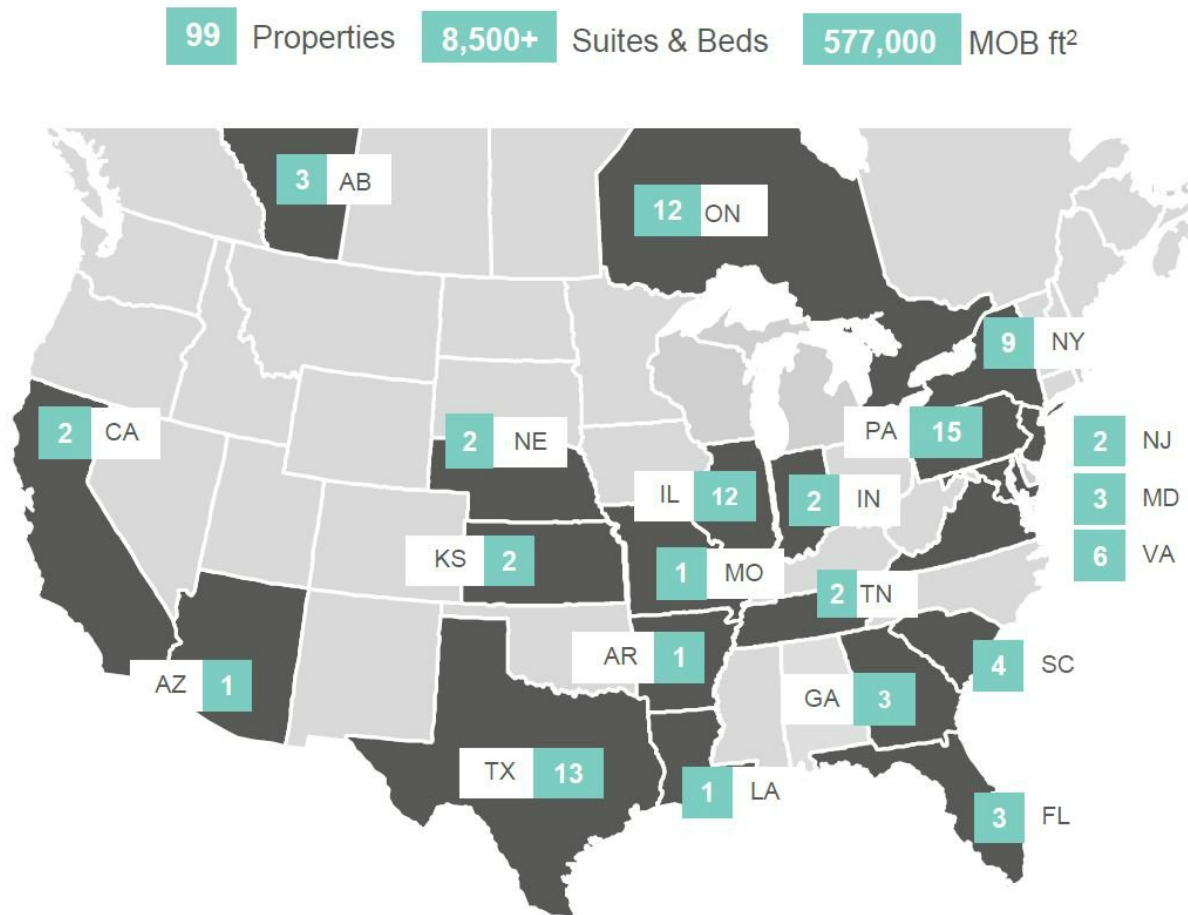 99 Properties 8,500+ Suites & Beds 577,000 MOB ft²
3 AB
12 ON
9 NY
2 CA
2 NE
PA 15
2 NJ
IL 12
2 IN
3 MD
KS 2
1 MO
6 VA
2 TN
AR 1
4 SC
AZ 1
GA 3
TX 13
1 LA
3 FL